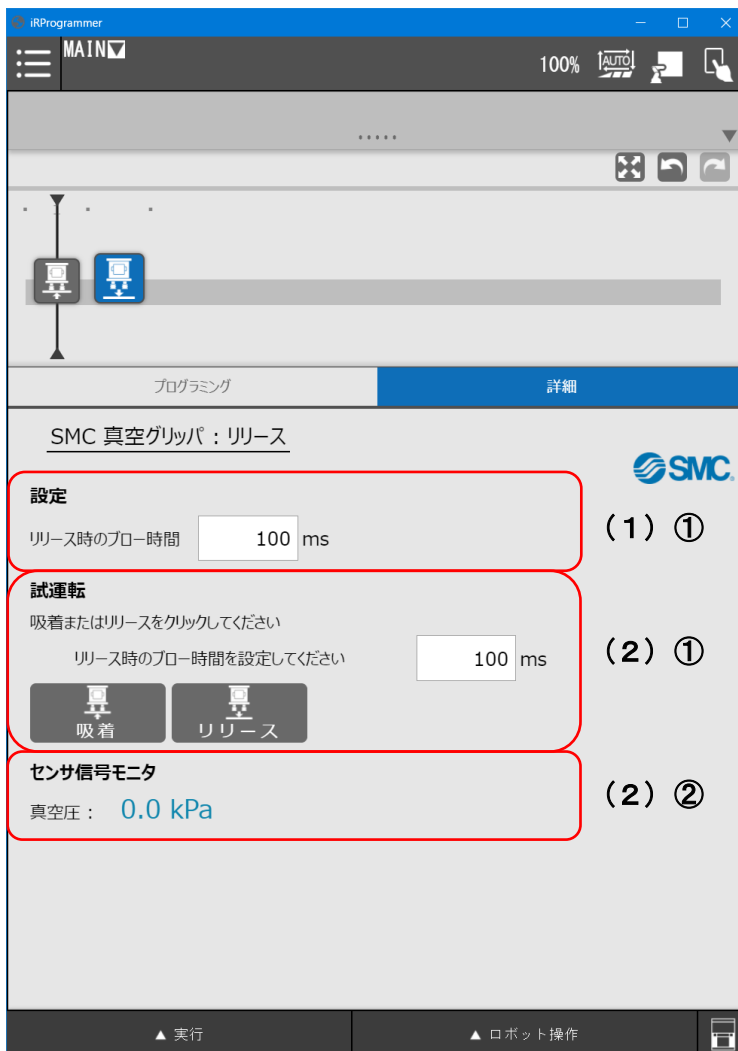 iRProgrammer
MAIN
100%
AUTO
プログラミング
詳細
SMC 真空グリッパ：リリース
SMC.
設定
リリース時のブロー時間 100 ms
（１）①
試運転
吸着またはリリースをクリックしてください
リリース時のブロー時間を設定してください 100 ms
（２）①
吸着
リリース
センサ信号モニタ
真空圧： 0.0 kPa
（２）②
▲ 実行
▲ ロボット操作